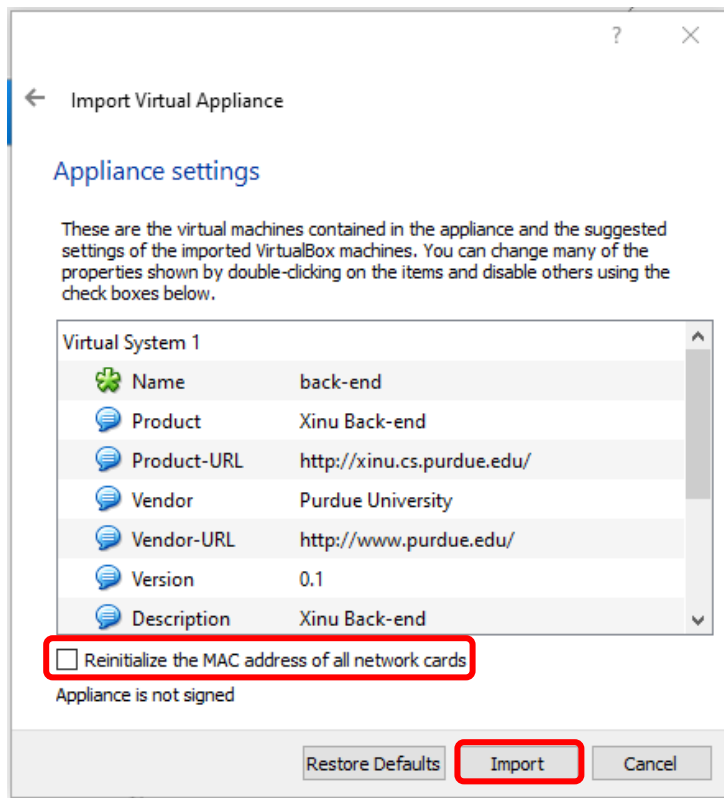 ?
Import Virtual Appliance
Appliance settings
These are the virtual machines contained in the appliance and the suggested
settings of the imported VirtualBox machines. You can change many of the
properties shown by double-clicking on the items and disable others using the
check boxes below.
Virtual System 1
Name back-end
Product Xinu Back-end
Product-URL http://xinu.cs.purdue.edu/
Vendor Purdue University
Vendor-URL http://www.purdue.edu/
Version 0.1
Description Xinu Back-end
Reinitialize the MAC address of all network cards
Appliance is not signed
Restore Defaults Import Cancel